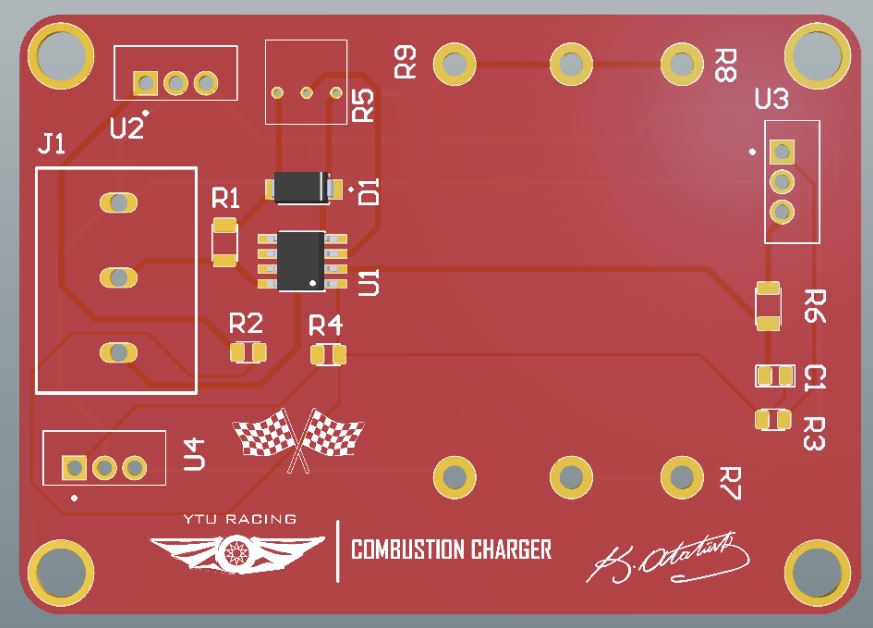 R9
R8
U3
U2
R5
J1
D1
R1
U1
R6
R2
R4
C1
R3
U4
R7
YTU RACING
COMBUSTION CHARGER
K. Atatürk